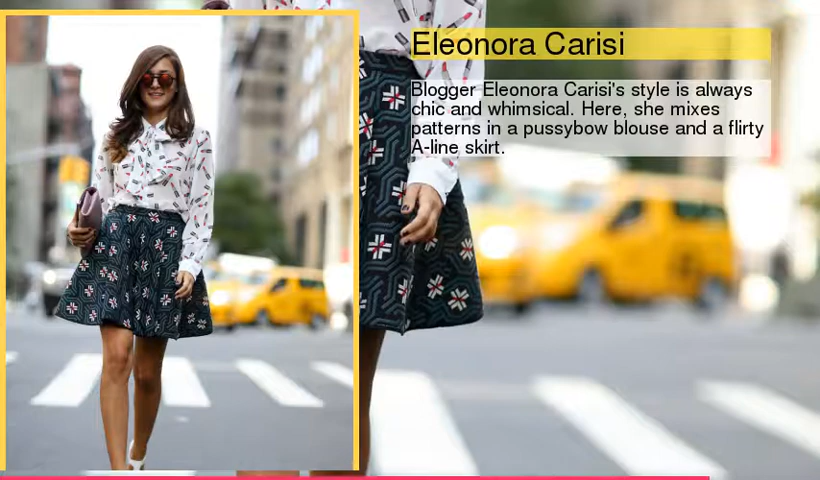 Eleonora Carisi
Blogger Eleonora Carisi's style is always
chic and whimsical. Here, she mixes
patterns in a pussybow blouse and a flirty
A-line skirt.